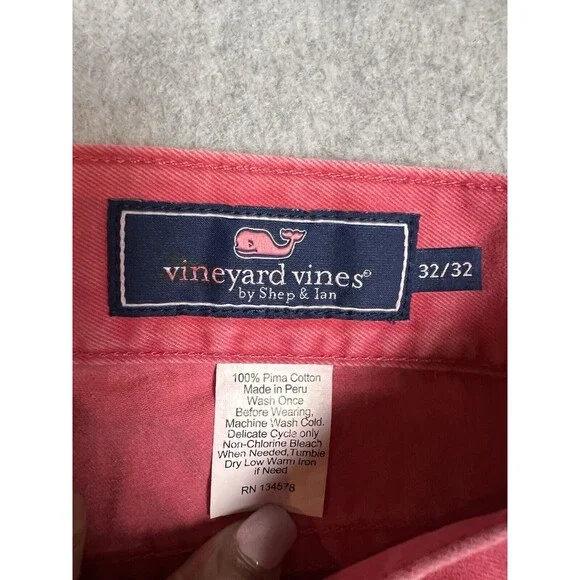 vineyard vines®
by Shep & Ian
32/32
100% Pima Cotton
Made in Peru
Wash Once
Before Wearing,
Machine Wash Cold.
Delicate Cycle only
Non-Chlorine Bleach
When Needed,Tumble
Dry Low Warm Iron
if Need
RN 134578